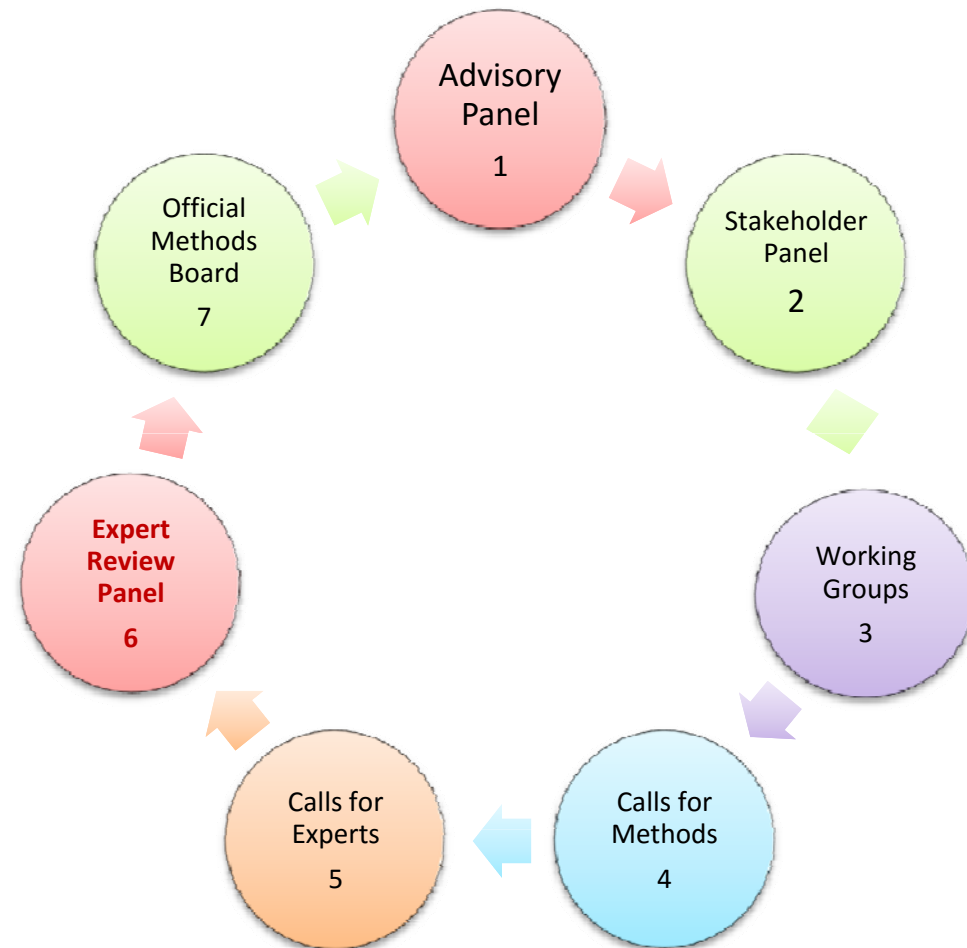 Advisory
Panel
1
Stakeholder
Panel
2
Working
Groups
3
Calls for
Methods
4
Calls for
Experts
5
Expert
Review
Panel
6
Official
Methods
Board
7